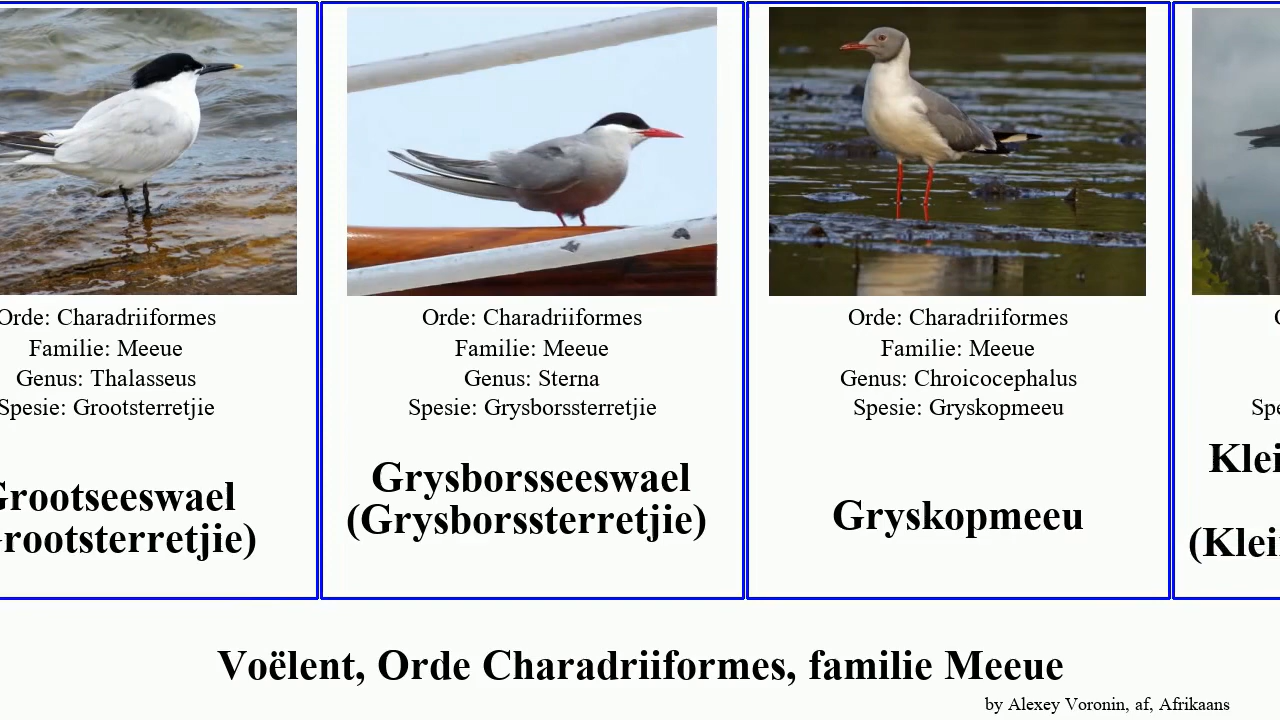 Orde: Charadriiformes
Familie: Meeue
Genus: Thalasseus
Spesie: Grootsterretjie
Grootseeswael
Grootsterretjie)
Orde: Charadriiformes
Familie: Meeue
Genus: Sterna
Spesie: Grysborssterretjie
Grysborsseeswael
(Grysborssterretjie)
Orde: Charadriiformes
Familie: Meeue
Genus: Chroicocephalus
Spesie: Gryskopmeeu
Gryskopmeeu
Voëlent, Orde Charadriiformes, familie Meeue
by Alexey Voronin, af, Afrikaans